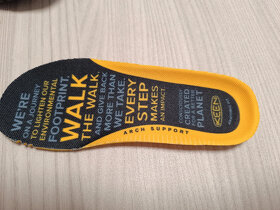 WE'RE
ON A JOURNEY
TO LIGHTEN OUR
ENVIRONMENTAL
FOOTPRINT.
WALK
THE WALK.
AND GIVE BACK
MORE THAN
WE TAKE.
EVERY
STEP
MAKES
AN IMPACT.
CONSCIOUSLY
CREATED
FOR A BETTER
PLANET
KEEN
ARCH SUPPORT